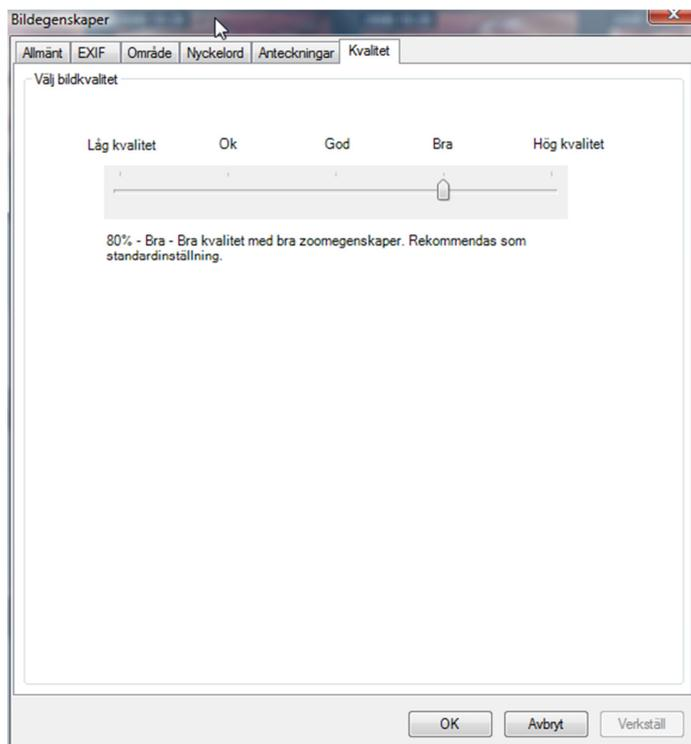 Bildegenskaper
Allmänt EXIF Område Nyckelord Anteckningar Kvalitet
Välj bildkvalitet
Låg kvalitet Ok God Bra Hög kvalitet
80% - Bra - Bra kvalitet med bra zoomegenskaper. Rekommendas som
standardinställning.
OK Avbryt Verkställ